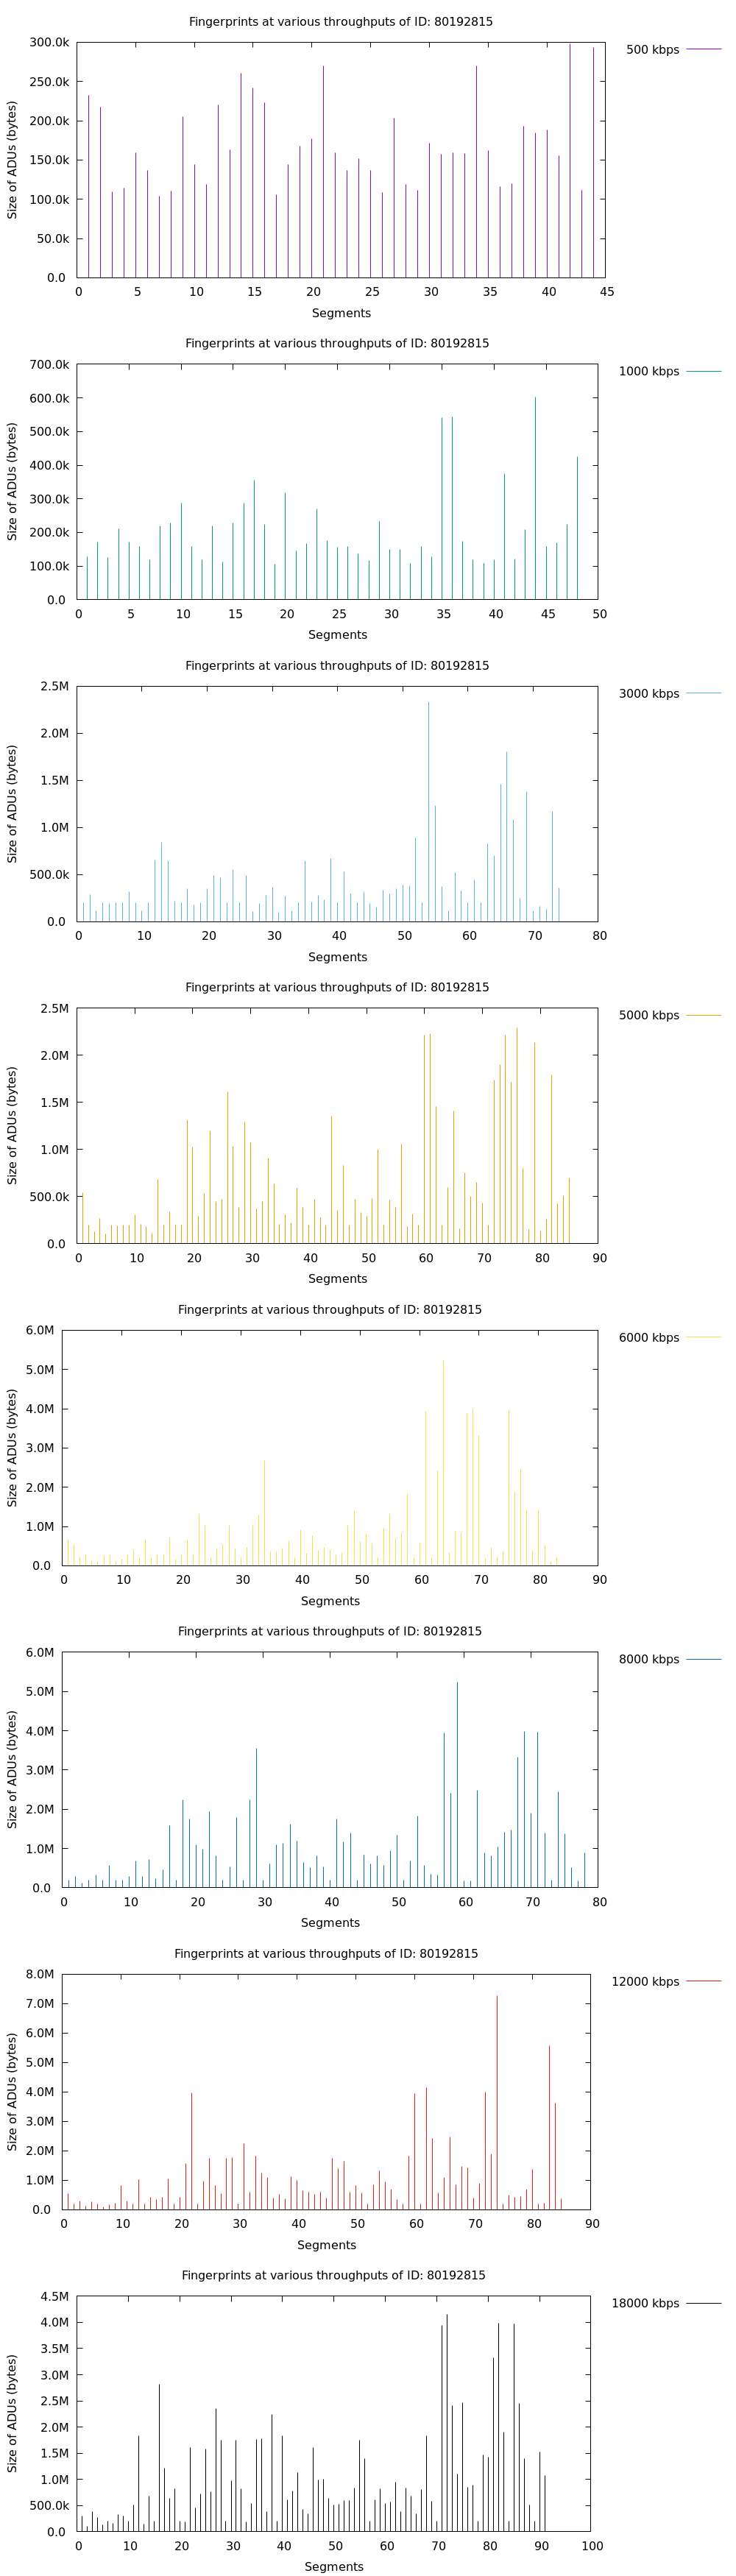 Fingerprints at various throughputs of ID: 80192815
300.0k
500 kbps
250.0k
200.0k
150.0k
100.0k
50.0k
0.0
Size of ADUs (bytes)
0 5 10 15 20 25 30 35 40 45
Segments
Fingerprints at various throughputs of ID: 80192815
700.0k
1000 kbps
600.0k
500.0k
400.0k
300.0k
200.0k
100.0k
0.0
Size of ADUs (bytes)
0 5 10 15 20 25 30 35 40 45 50
Segments
Fingerprints at various throughputs of ID: 80192815
2.5M
3000 kbps
2.0M
1.5M
1.0M
500.0k
0.0
Size of ADUs (bytes)
0 10 20 30 40 50 60 70 80
Segments
Fingerprints at various throughputs of ID: 80192815
2.5M
5000 kbps
2.0M
1.5M
1.0M
500.0k
0.0
Size of ADUs (bytes)
0 10 20 30 40 50 60 70 80 90
Segments
Fingerprints at various throughputs of ID: 80192815
6.0M
6000 kbps
5.0M
4.0M
3.0M
2.0M
1.0M
0.0
Size of ADUs (bytes)
0 10 20 30 40 50 60 70 80 90
Segments
Fingerprints at various throughputs of ID: 80192815
6.0M
8000 kbps
5.0M
4.0M
3.0M
2.0M
1.0M
0.0
Size of ADUs (bytes)
0 10 20 30 40 50 60 70 80
Segments
Fingerprints at various throughputs of ID: 80192815
8.0M
12000 kbps
7.0M
6.0M
5.0M
4.0M
3.0M
2.0M
1.0M
0.0
Size of ADUs (bytes)
0 10 20 30 40 50 60 70 80 90
Segments
Fingerprints at various throughputs of ID: 80192815
4.5M
18000 kbps
4.0M
3.5M
3.0M
2.5M
2.0M
1.5M
1.0M
500.0k
0.0
Size of ADUs (bytes)
0 10 20 30 40 50 60 70 80 90 100
Segments